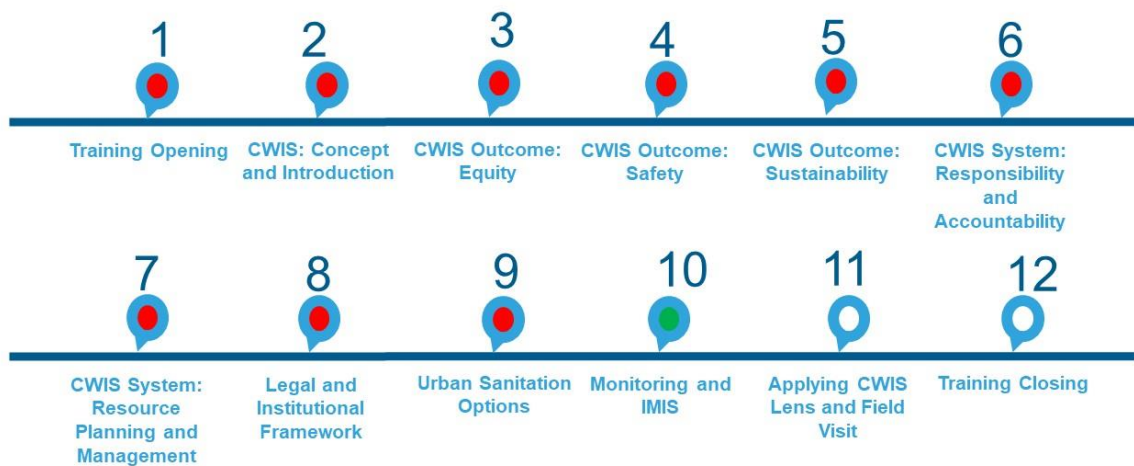 1 2 3 4 5 6
Training Opening
CWIS: Concept
and Introduction
CWIS Outcome:
Equity
CWIS Outcome:
Safety
CWIS Outcome:
Sustainability
CWIS System:
Responsibility
and
Accountability
7 8 9 10 11 12
CWIS System:
Resource
Planning and
Management
Legal and
Institutional
Framework
Urban Sanitation
Options
Monitoring and
IMIS
Applying CWIS
Lens and Field
Visit
Training Closing